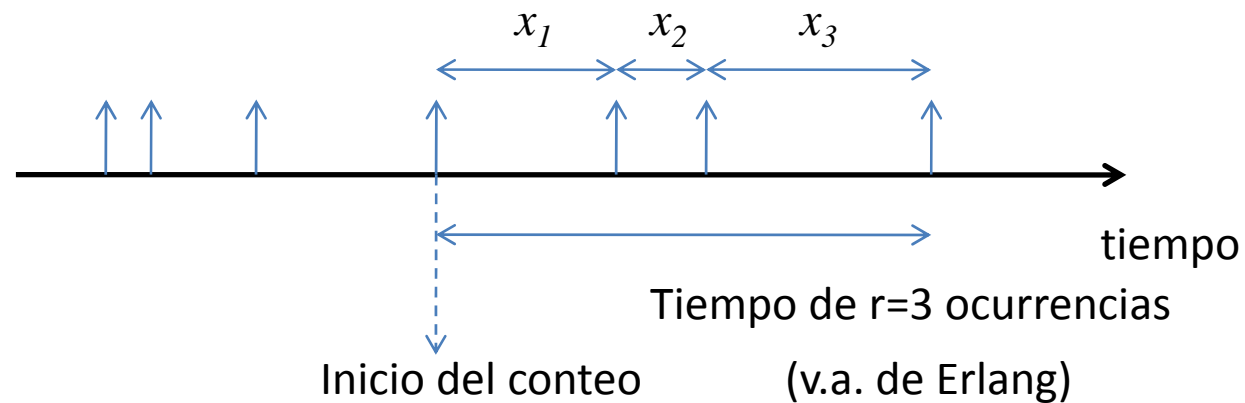 x1 x2 x3
tiempo
Tiempo de r=3 ocurrencias
Inicio del conteo (v.a. de Erlang)